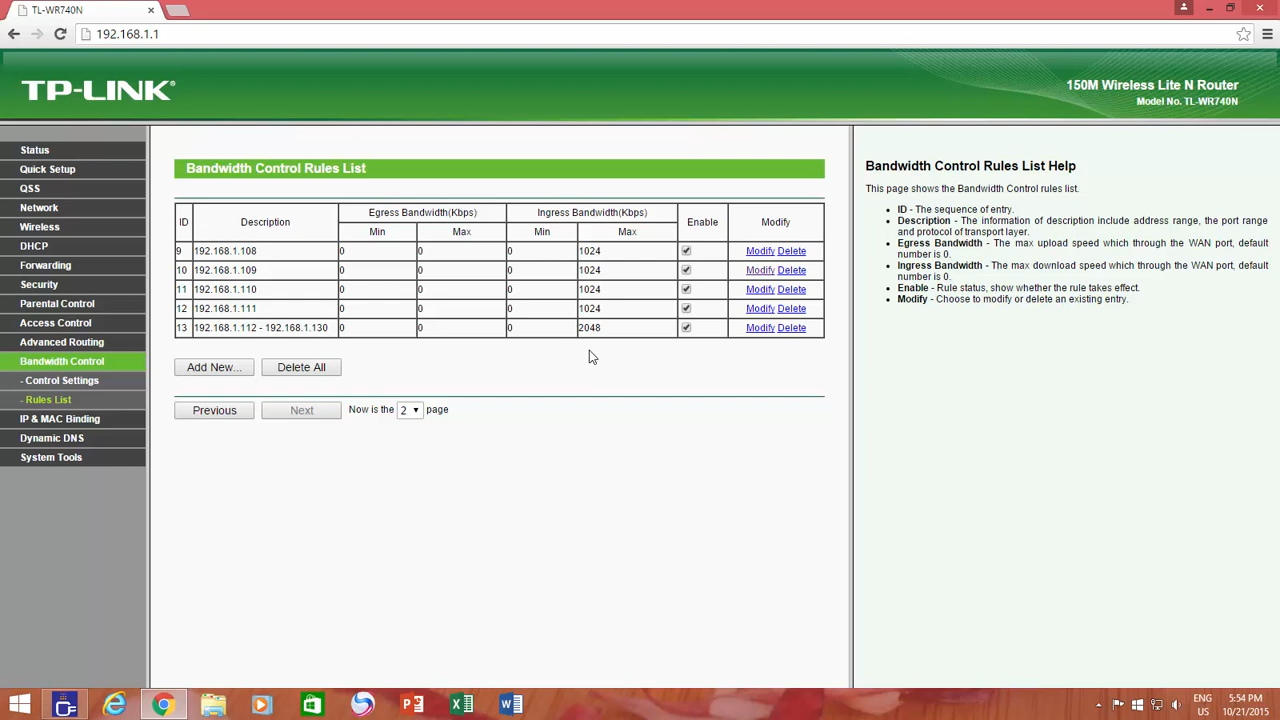 TL-WR740N
192.168.1.1
TP-LINK®
150M Wireless Lite N Router
Model No. TL-WR740N
Status
Quick Setup
QSS
Network
Wireless
DHCP
Forwarding
Security
Parental Control
Access Control
Advanced Routing
Bandwidth Control
- Control Settings
- Rules List
IP & MAC Binding
Dynamic DNS
System Tools
Bandwidth Control Rules List
ID Description Egress Bandwidth(Kbps) Ingress Bandwidth(Kbps) Enable Modify
Min Max Min Max
9 192.168.1.108 0 0 0 1024 Modify Delete
10 192.168.1.109 0 0 0 1024 Modify Delete
11 192.168.1.110 0 0 0 1024 Modify Delete
12 192.168.1.111 0 0 0 1024 Modify Delete
13 192.168.1.112 - 192.168.1.130 0 0 0 2048 Modify Delete
Add New... Delete All
Previous Next Now is the 2 page
Bandwidth Control Rules List Help
This page shows the Bandwidth Control rules list.
• ID - The sequence of entry.
• Description - The information of description include address range, the port range
and protocol of transport layer.
• Egress Bandwidth - The max upload speed which through the WAN port, default
number is 0.
• Ingress Bandwidth - The max download speed which through the WAN port, default
number is 0.
• Enable - Rule status, show whether the rule takes effect.
• Modify - Choose to modify or delete an existing entry.
ENG
US
5:54 PM
10/21/2015